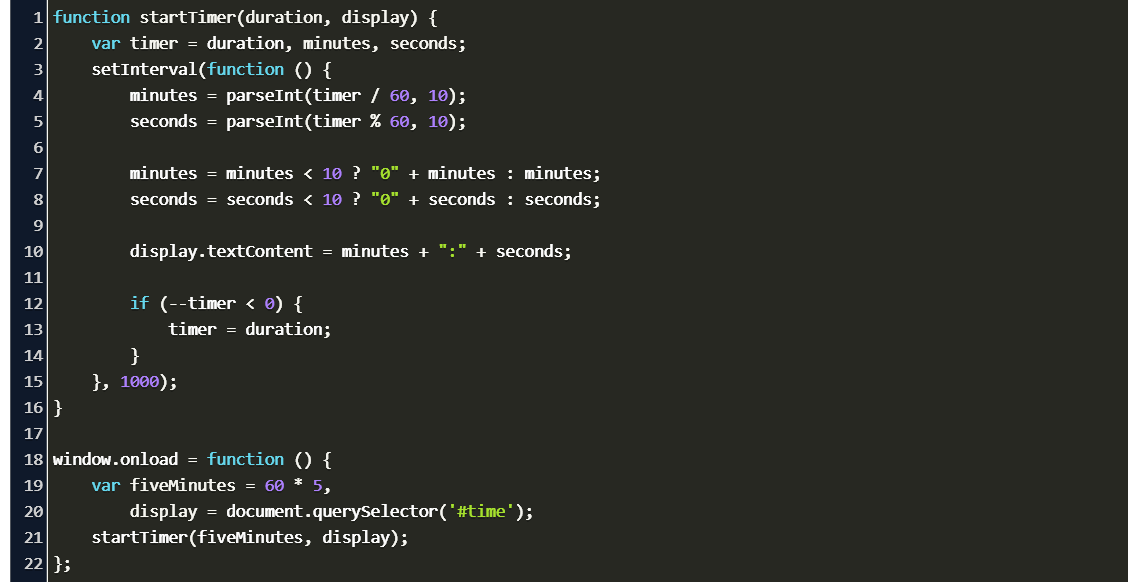 1 function startTimer(duration, display) {
2     var timer = duration, minutes, seconds;
3     setInterval(function () {
4         minutes = parseInt(timer / 60, 10);
5         seconds = parseInt(timer % 60, 10);
6
7         minutes = minutes < 10 ? "0" + minutes : minutes;
8         seconds = seconds < 10 ? "0" + seconds : seconds;
9
10         display.textContent = minutes + ":" + seconds;
11
12         if (--timer < 0) {
13             timer = duration;
14         }
15     }, 1000);
16 }
17
18 window.onload = function () {
19     var fiveMinutes = 60 * 5,
20         display = document.querySelector('#time');
21     startTimer(fiveMinutes, display);
22 };